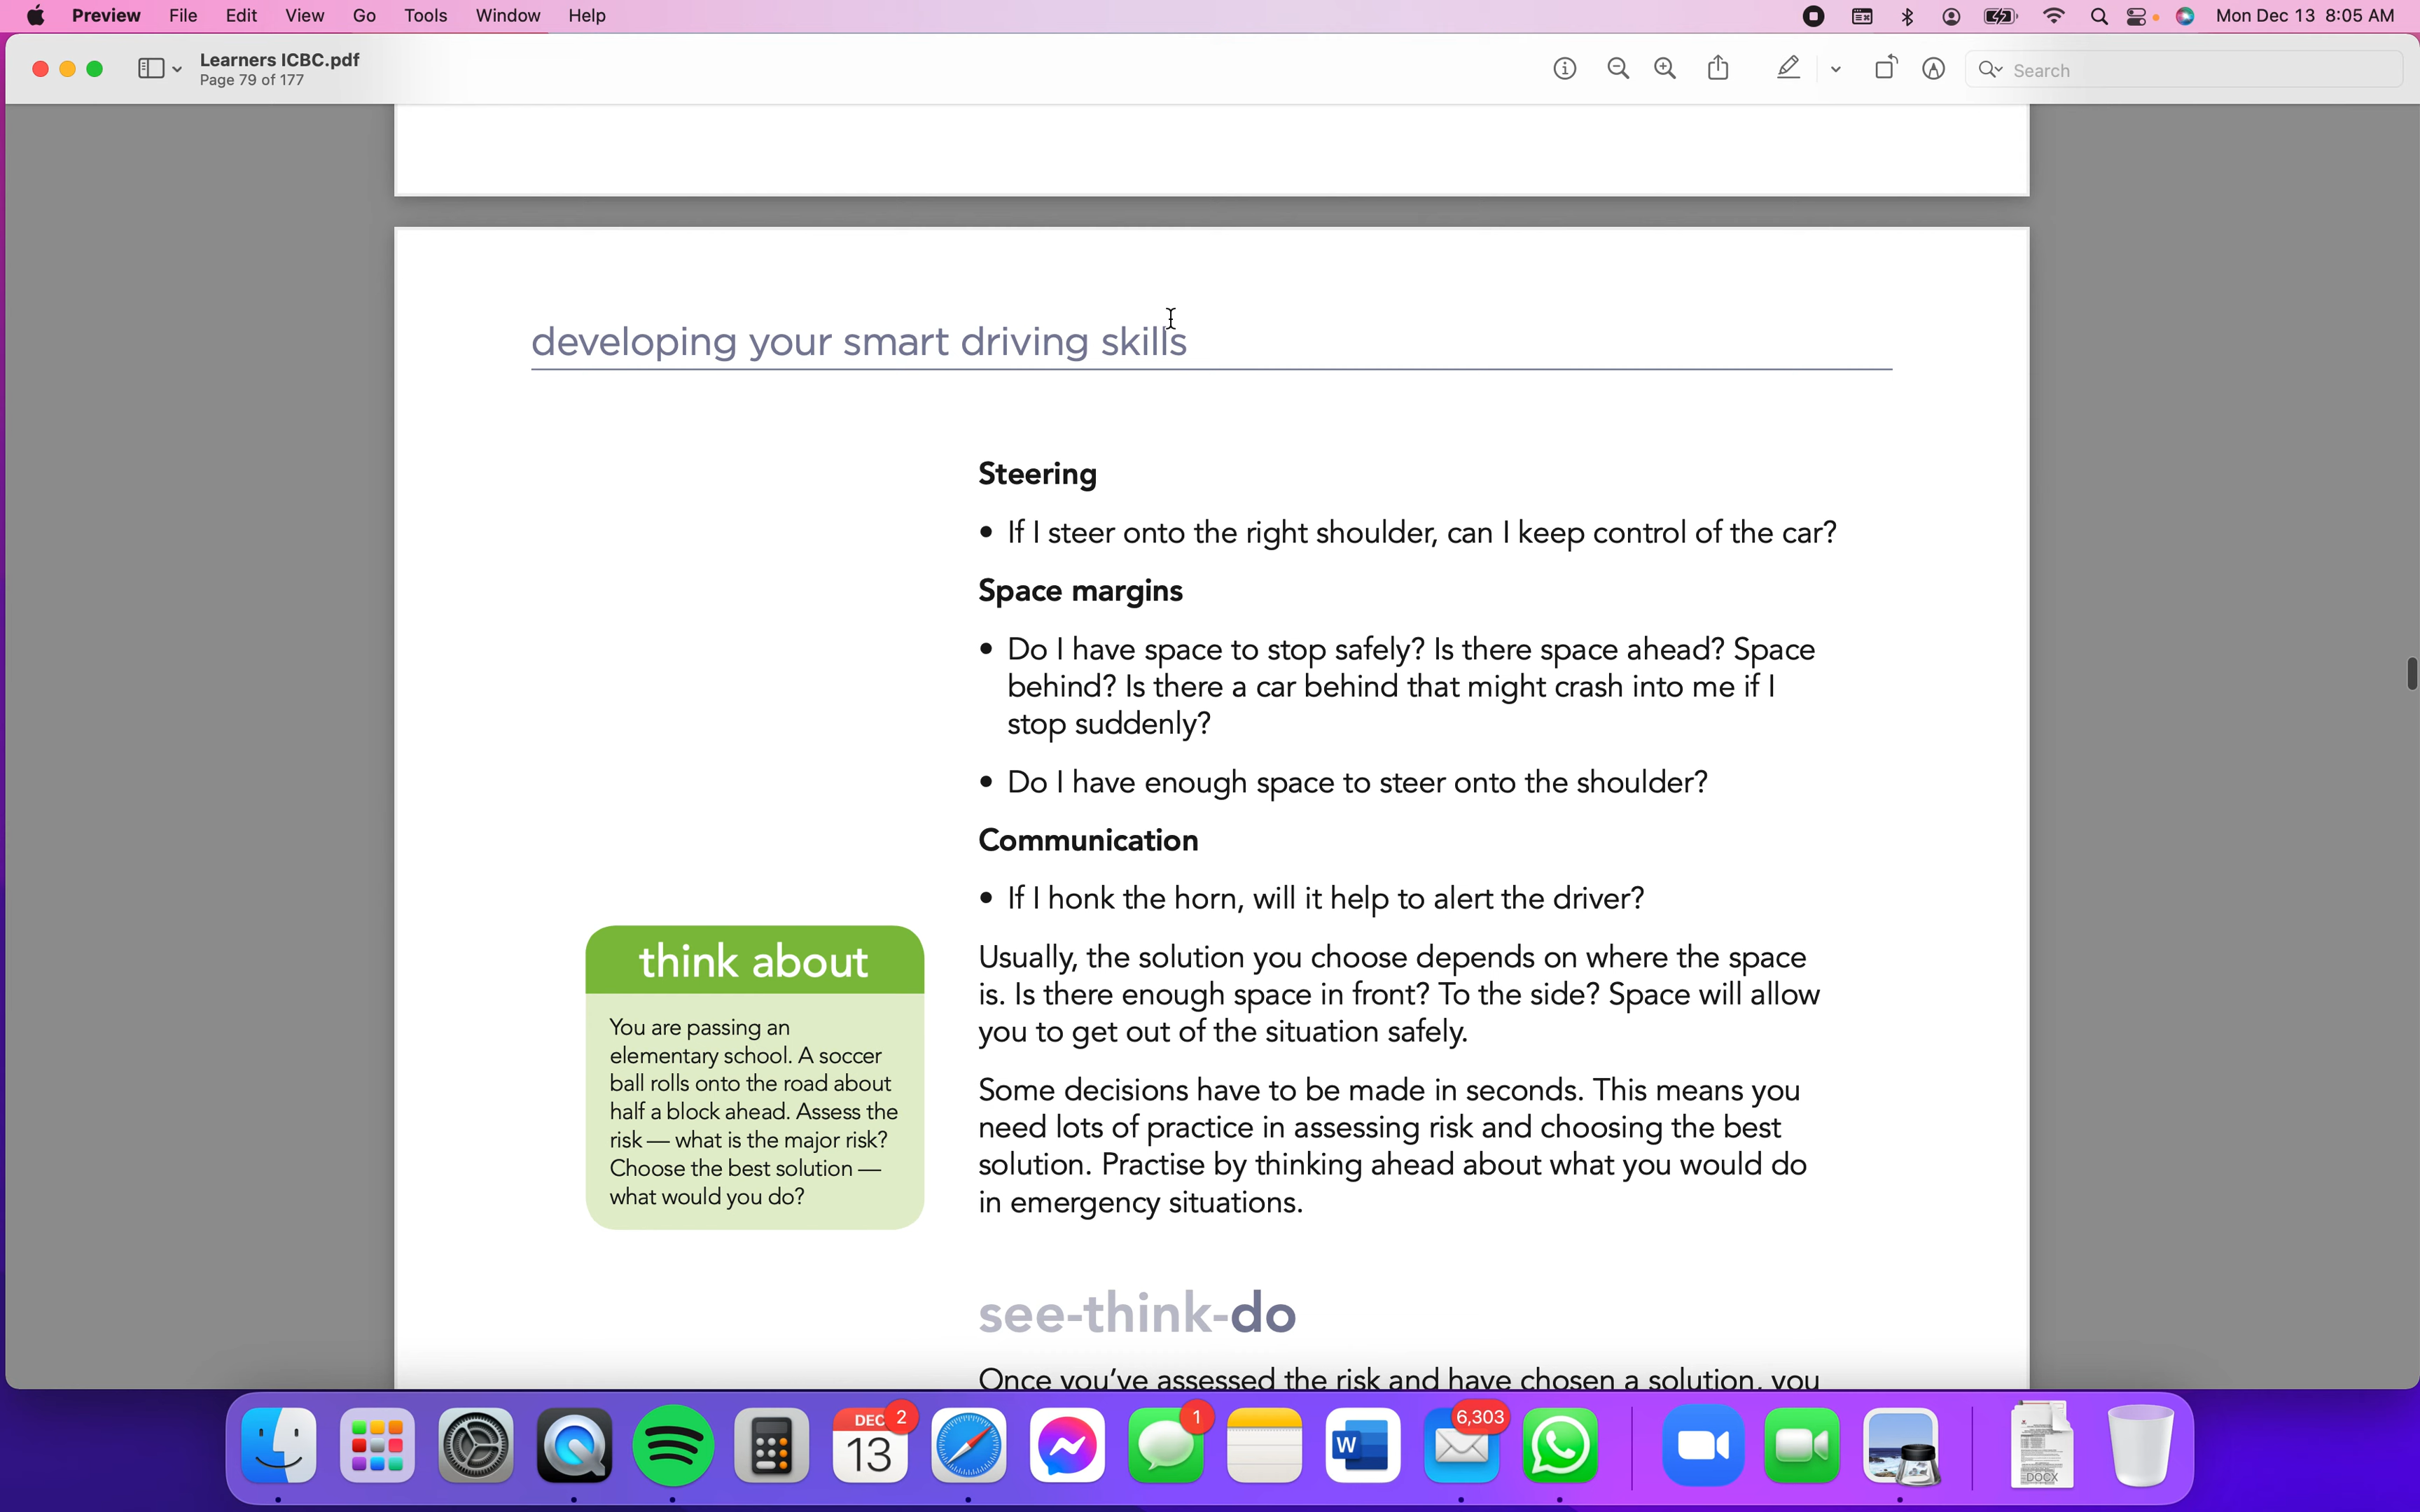 Preview File Edit View Go Tools Window Help Mon Dec 13 8:05 AM
Learners ICBC.pdf
Page 79 of 177
Search
developing your smart driving skills
Steering
• If I steer onto the right shoulder, can I keep control of the car?
Space margins
• Do I have space to stop safely? Is there space ahead? Space
behind? Is there a car behind that might crash into me if I
stop suddenly?
• Do I have enough space to steer onto the shoulder?
Communication
• If I honk the horn, will it help to alert the driver?
think about
You are passing an
elementary school. A soccer
ball rolls onto the road about
half a block ahead. Assess the
risk — what is the major risk?
Choose the best solution —
what would you do?
Usually, the solution you choose depends on where the space
is. Is there enough space in front? To the side? Space will allow
you to get out of the situation safely.
Some decisions have to be made in seconds. This means you
need lots of practice in assessing risk and choosing the best
solution. Practise by thinking ahead about what you would do
in emergency situations.
see-think-do
Once you've assessed the risk and have chosen a solution, you
DEC 2 1 6,303
13 W DOCX